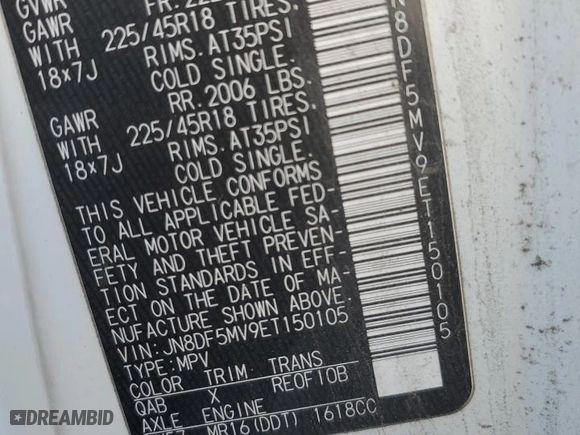 GVWR
GAWR FR. 22
WITH 225/45R18 TIRES,
18x7J RIMS, AT35PSI
COLD SINGLE.
GAWR RR. 2006 LBS.
WITH 225/45R18 TIRES,
18x7J RIMS, AT35PSI
COLD SINGLE.
THIS VEHICLE CONFORMS
TO ALL APPLICABLE FED-
ERAL MOTOR VEHICLE SA-
FETY AND THEFT PREVEN-
TION STANDARDS IN EFF-
ECT ON THE DATE OF MA-
NUFACTURE SHOWN ABOVE.
VIN:JN8DF5MV9ET150105
TYPE:MPV
COLOR TRIM TRANS
QAB X RE0F10B
AXLE ENGINE
MR16(DDT) 1618CC
N8DF5MV9ET150105
DREAMBID